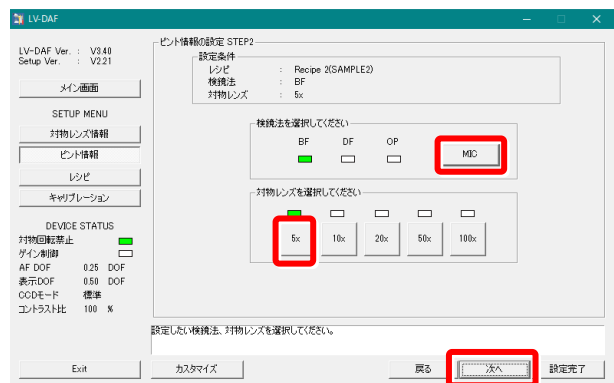 LV-DAF
LV-DAF Ver. : V3.40
Setup Ver. : V2.21
メイン画面
SETUP MENU
対物レンズ情報
ピント情報
レシピ
キャリブレーション
DEVICE STATUS
対物回転禁止
ゲイン制御
AF DOF 0.25 DOF
表示DOF 0.50 DOF
CCDモード 標準
コントラスト比 100 %
Exit
ピント情報の設定 STEP2
設定条件
レシピ : Recipe 2(SAMPLE2)
検鏡法 : BF
対物レンズ : 5x
検鏡法を選択してください
BF DF OP
MIC
対物レンズを選択してください
5x 10x 20x 50x 100x
設定したい検鏡法、対物レンズを選択してください。
カスタマイズ 戻る 次へ 設定完了